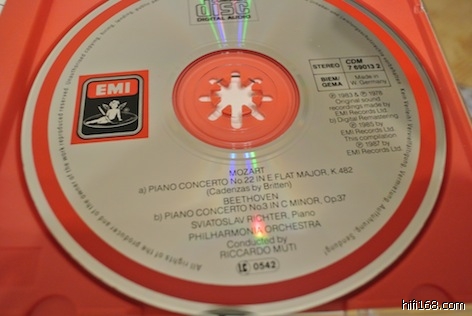 disc
DIGITAL AUDIO
EMI
STEREO
CDM
7 69013 2
BIEM/
GEMA
Made in
W. Germany
℗ 1983 & ℗ 1978
Original sound
recordings made by
EMI Records Ltd.
b) Digital Remastering
℗ 1985 by
EMI Records Ltd.
This compilation
℗ 1987 by
EMI Records Ltd.
MOZART
a) PIANO CONCERTO No.22 IN E FLAT MAJOR, K.482
(Cadenzas by Britten)
BEETHOVEN
b) PIANO CONCERTO No.3 IN C MINOR, Op.37
SVIATOSLAV RICHTER, Piano
PHILHARMONIA ORCHESTRA
Conducted by
RICCARDO MUTI
LC 0542
All rights of the producer and of the owner of the work reproduced reserved.
hifi168.com